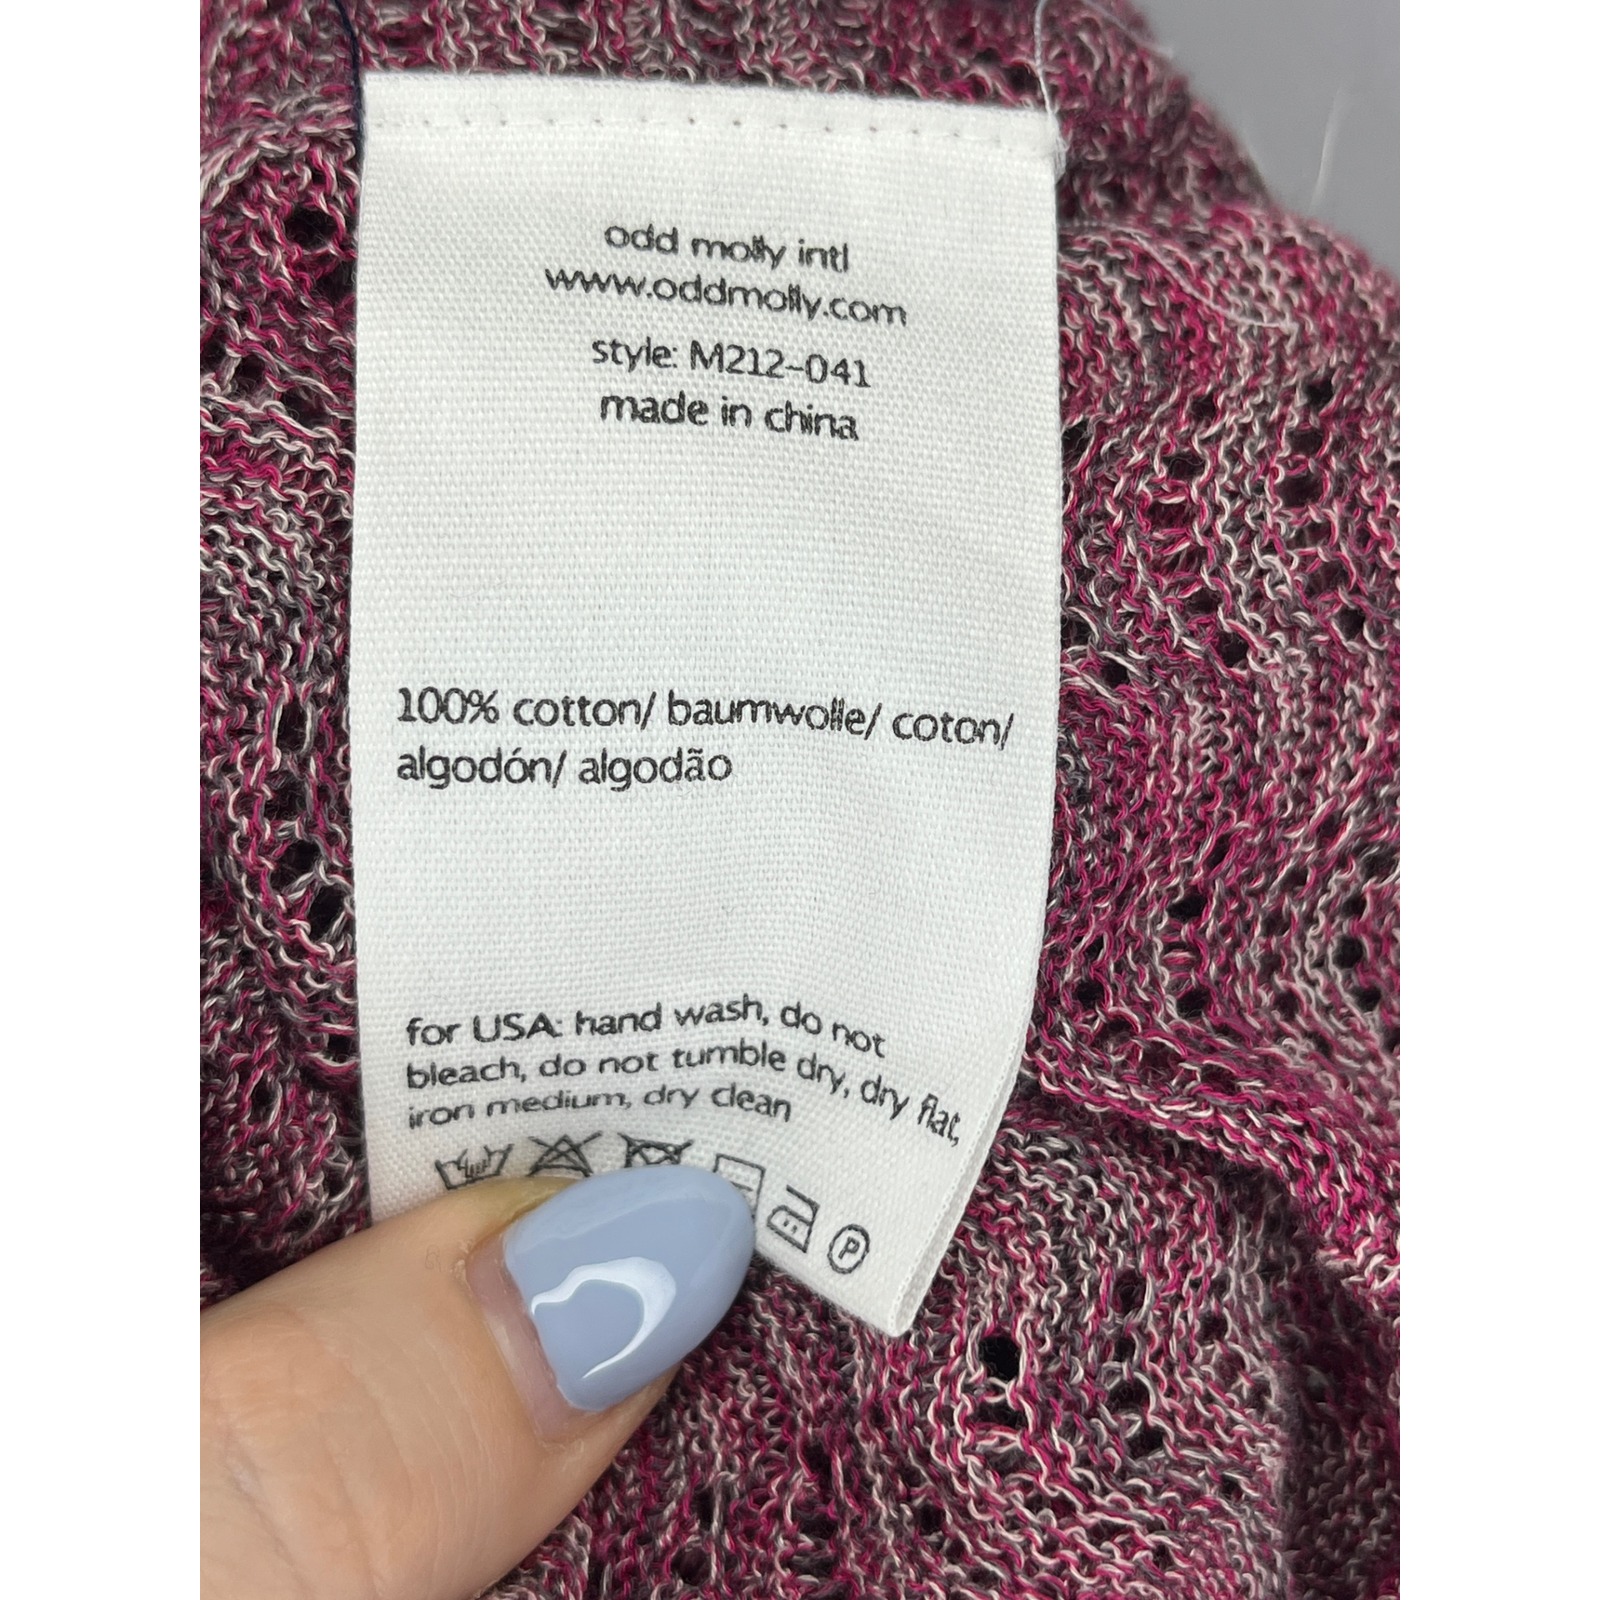 odd molly intl
www.oddmolly.com
style: M212-041
made in china
100% cotton/ baumwolle/ coton/
algodón/ algodão
for USA: hand wash, do not
bleach, do not tumble dry, dry flat,
iron medium, dry clean
P